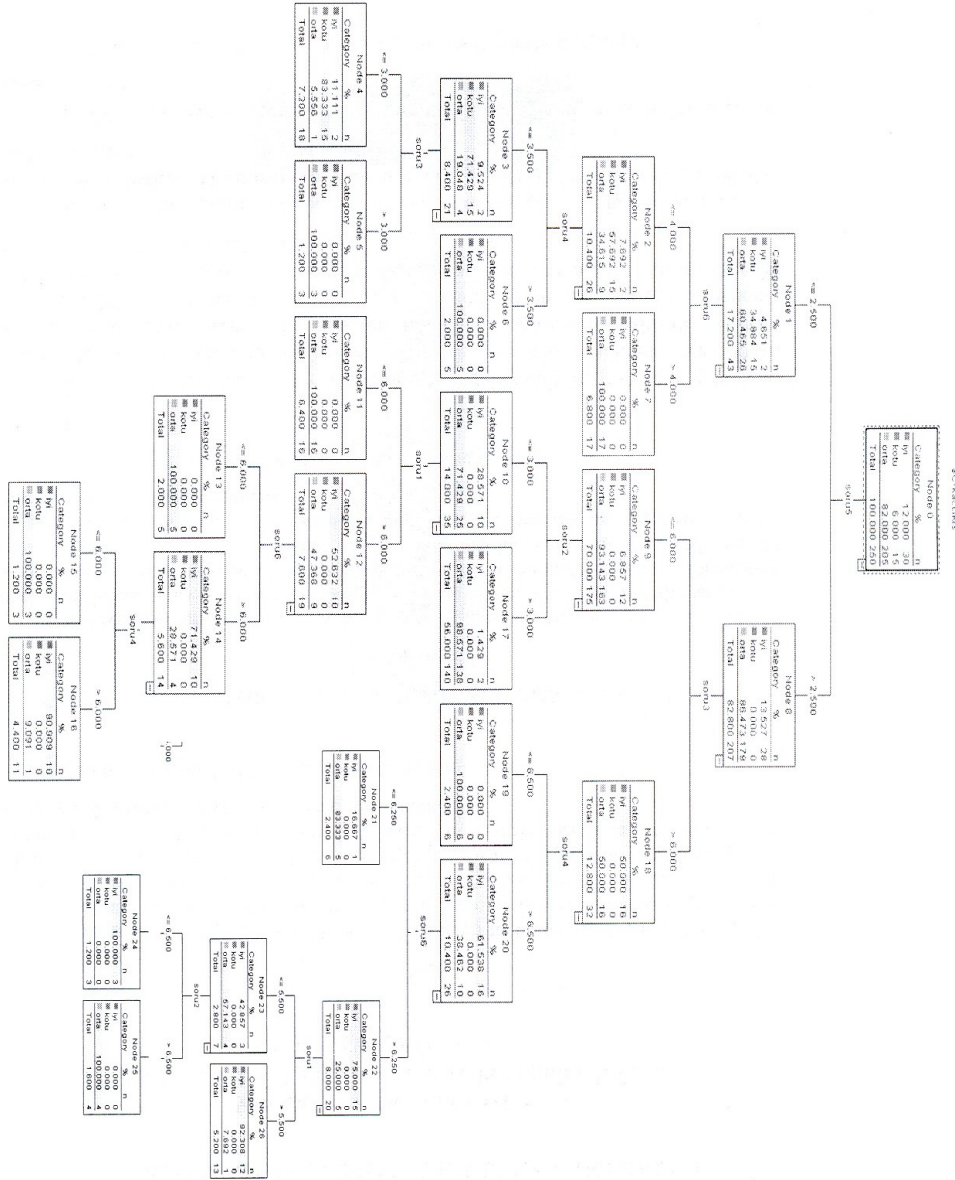 Node 0
Category % n
iyi 12.000 30
kotu 6.000 15
orta 82.000 205
Total 100.000 250
soru5
<= 2.500
> 2.500
Node 1
Category % n
iyi 4.651 2
kotu 34.884 15
orta 60.465 26
Total 17.200 43
Node 8
Category % n
iyi 13.527 28
kotu 0.000 0
orta 86.473 179
Total 82.800 207
soru6
soru3
<= 4.000
> 4.000
<= 6.000
> 6.000
Node 2
Category % n
iyi 7.692 2
kotu 57.692 15
orta 34.615 9
Total 10.400 26
Node 7
Category % n
iyi 0.000 0
kotu 0.000 0
orta 100.000 17
Total 6.800 17
Node 9
Category % n
iyi 6.857 12
kotu 0.000 0
orta 93.143 163
Total 70.000 175
Node 18
Category % n
iyi 50.000 16
kotu 0.000 0
orta 50.000 16
Total 12.800 32
soru4
soru2
soru4
<= 3.500
> 3.500
<= 3.000
> 3.000
<= 6.500
> 6.500
Node 3
Category % n
iyi 9.524 2
kotu 71.429 15
orta 19.048 4
Total 8.400 21
Node 6
Category % n
iyi 0.000 0
kotu 0.000 0
orta 100.000 5
Total 2.000 5
Node 10
Category % n
iyi 28.571 10
kotu 0.000 0
orta 71.429 25
Total 14.000 35
Node 17
Category % n
iyi 1.429 2
kotu 0.000 0
orta 98.571 138
Total 56.000 140
Node 19
Category % n
iyi 0.000 0
kotu 0.000 0
orta 100.000 6
Total 2.400 6
Node 20
Category % n
iyi 61.538 16
kotu 0.000 0
orta 38.462 10
Total 10.400 26
soru3
soru1
soru5
<= 3.000
> 3.000
<= 6.000
> 6.000
<= 6.250
> 6.250
Node 4
Category % n
iyi 11.111 2
kotu 83.333 15
orta 5.556 1
Total 7.200 18
Node 5
Category % n
iyi 0.000 0
kotu 0.000 0
orta 100.000 3
Total 1.200 3
Node 11
Category % n
iyi 0.000 0
kotu 0.000 0
orta 100.000 16
Total 6.400 16
Node 12
Category % n
iyi 52.632 10
kotu 0.000 0
orta 47.368 9
Total 7.600 19
Node 21
Category % n
iyi 16.667 1
kotu 0.000 0
orta 83.333 5
Total 2.400 6
Node 22
Category % n
iyi 75.000 15
kotu 0.000 0
orta 25.000 5
Total 8.000 20
soru6
soru1
<= 6.000
> 6.000
<= 5.500
> 5.500
Node 13
Category % n
iyi 0.000 0
kotu 0.000 0
orta 100.000 5
Total 2.000 5
Node 14
Category % n
iyi 71.429 10
kotu 0.000 0
orta 28.571 4
Total 5.600 14
Node 23
Category % n
iyi 42.857 3
kotu 0.000 0
orta 57.143 4
Total 2.800 7
Node 26
Category % n
iyi 92.308 12
kotu 0.000 0
orta 7.692 1
Total 5.200 13
soru4
soru2
<= 6.000
> 6.000
<= 6.500
> 6.500
Node 15
Category % n
iyi 0.000 0
kotu 0.000 0
orta 100.000 3
Total 1.200 3
Node 16
Category % n
iyi 90.909 10
kotu 0.000 0
orta 9.091 1
Total 4.400 11
Node 24
Category % n
iyi 100.000 3
kotu 0.000 0
orta 0.000 0
Total 1.200 3
Node 25
Category % n
iyi 0.000 0
kotu 0.000 0
orta 100.000 4
Total 1.600 4